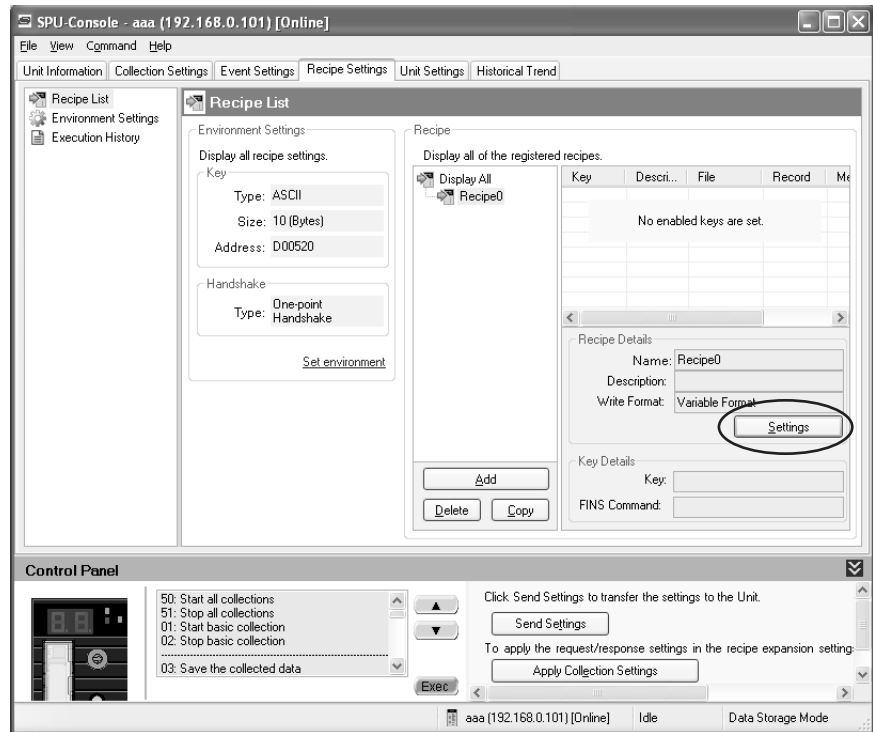 SPU-Console - aaa (192.168.0.101) [Online]
File View Command Help
Unit Information Collection Settings Event Settings Recipe Settings Unit Settings Historical Trend
Recipe List
Environment Settings
Execution History
Recipe List
Environment Settings
Display all recipe settings.
Key
Type: ASCII
Size: 10 (Bytes)
Address: D00520
Handshake
Type: One-point
Handshake
Set environment
Recipe
Display all of the registered recipes.
Display All
Recipe0
Add
Delete Copy
Key Descri... File Record Me
No enabled keys are set.
Recipe Details
Name: Recipe0
Description:
Write Format: Variable Format
Settings
Key Details
Key:
FINS Command:
Control Panel
50: Start all collections
51: Stop all collections
01: Start basic collection
02: Stop basic collection
03: Save the collected data
Exec
Click Send Settings to transfer the settings to the Unit.
Send Settings
To apply the request/response settings in the recipe expansion setting
Apply Collection Settings
aaa (192.168.0.101) [Online] Idle Data Storage Mode